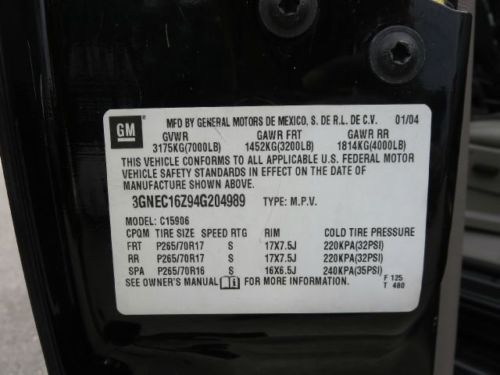 GM
MFD BY GENERAL MOTORS DE MEXICO, S. DE R.L. DE C.V. 01/04
GVWR GAWR FRT GAWR RR
3175KG(7000LB) 1452KG(3200LB) 1814KG(4000LB)
THIS VEHICLE CONFORMS TO ALL APPLICABLE U.S. FEDERAL MOTOR
VEHICLE SAFETY STANDARDS IN EFFECT ON THE DATE OF
MANUFACTURE SHOWN ABOVE.
3GNEC16Z94G204989 TYPE: M.P.V.
MODEL: C15906
CPQM TIRE SIZE SPEED RTG RIM COLD TIRE PRESSURE
FRT P265/70R17 S 17X7.5J 220KPA(32PSI)
RR P265/70R17 S 17X7.5J 220KPA(32PSI)
SPA P265/70R16 S 16X6.5J 240KPA(35PSI)
SEE OWNER'S MANUAL FOR MORE INFORMATION. F 125
T 480